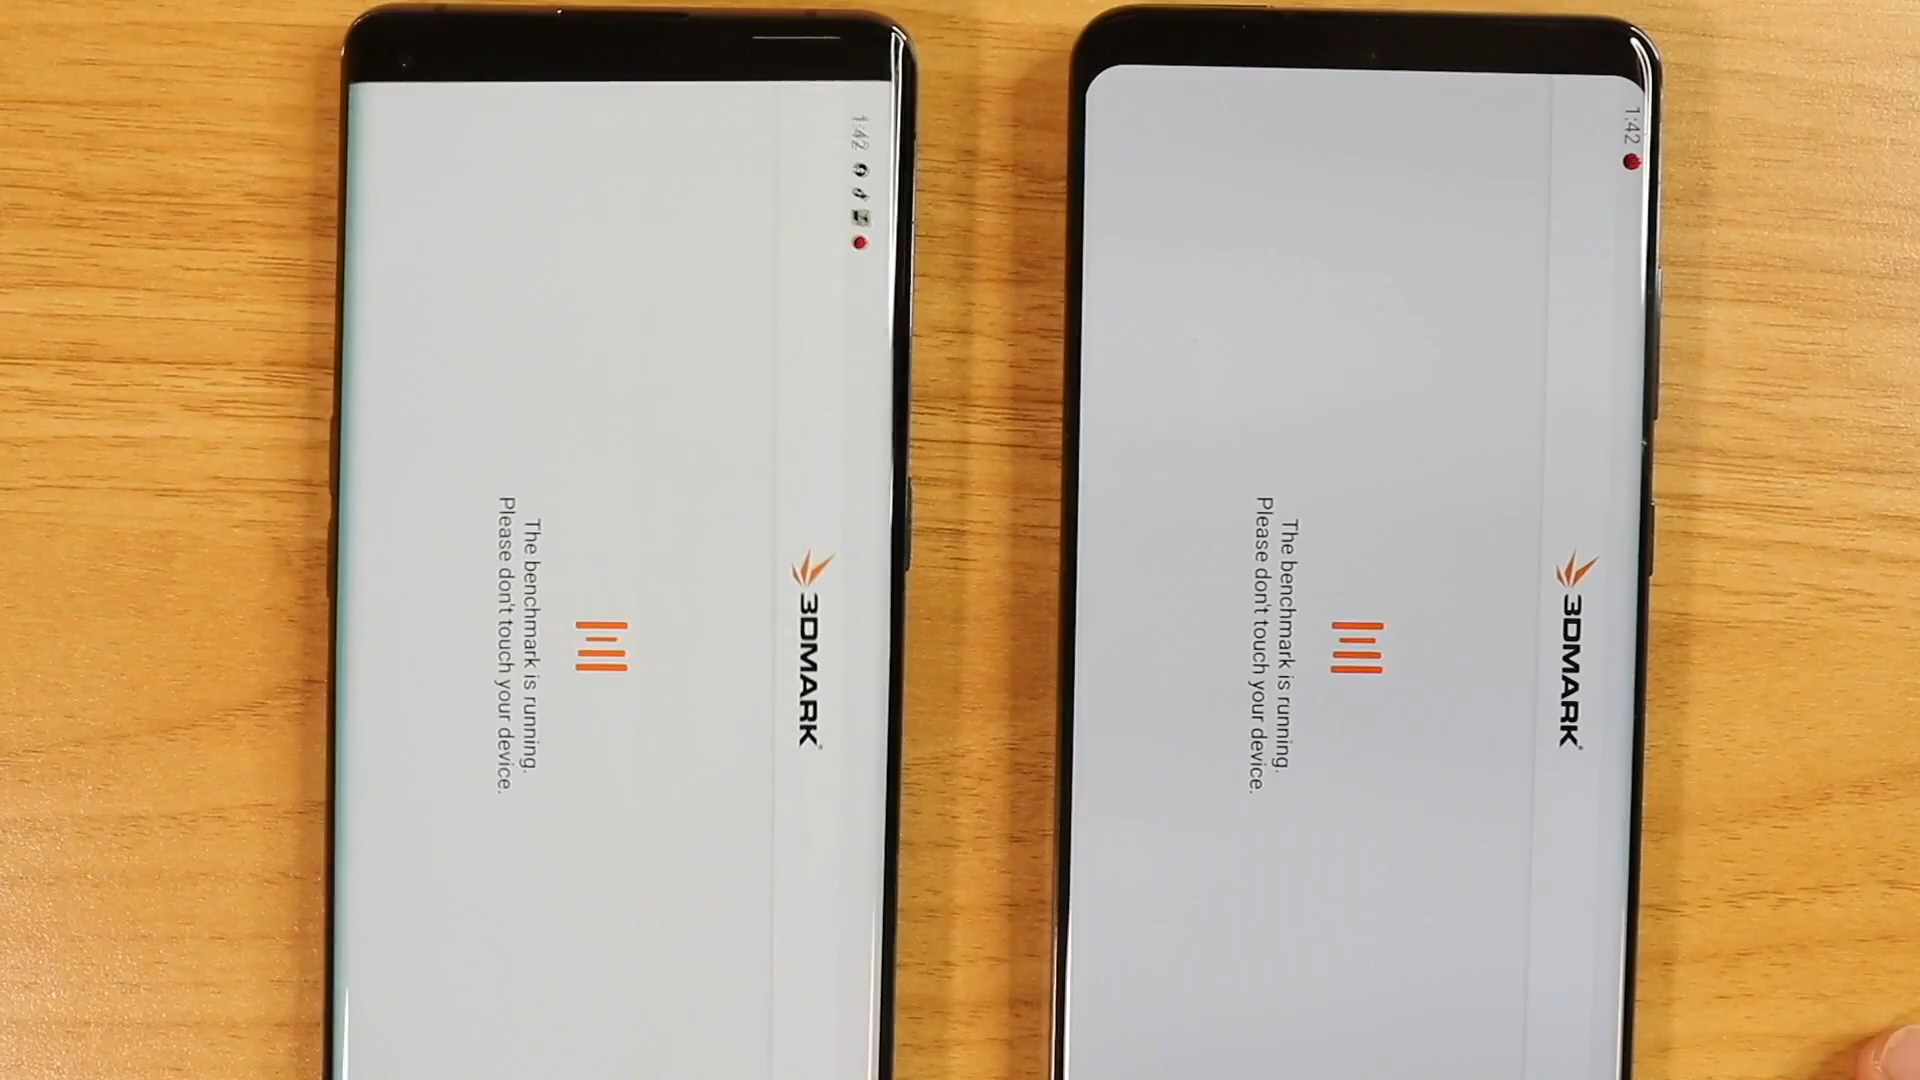 1:42
3DMARK
The benchmark is running.
Please don't touch your device.
1:42
3DMARK
The benchmark is running.
Please don't touch your device.